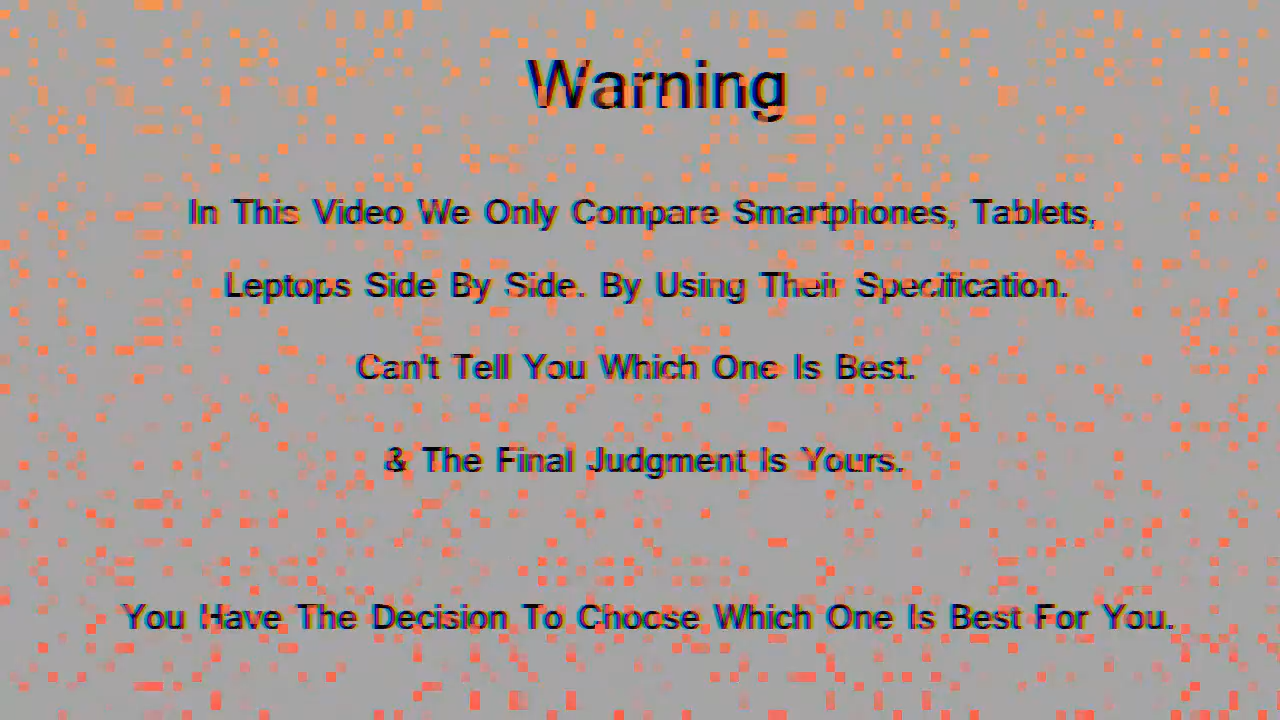 Warning
In This Video We Only Compare Smartphones, Tablets,
Leptops Side By Side. By Using Their Specification.
Can't Tell You Which One Is Best.
& The Final Judgment Is Yours.
You Have The Decision To Choose Which One Is Best For You.